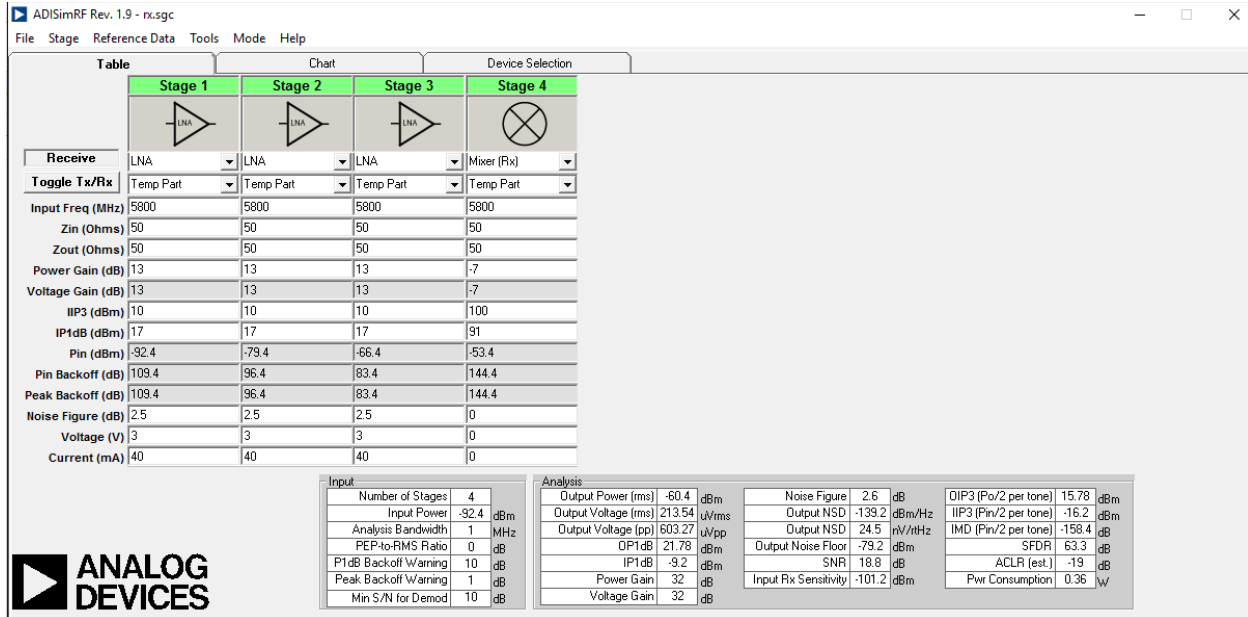 ADISimRF Rev. 1.9 - rx.sgc
File Stage Reference Data Tools Mode Help
Table Chart Device Selection
Stage 1 Stage 2 Stage 3 Stage 4
LNA LNA LNA
Receive LNA LNA LNA Mixer (Rx)
Toggle Tx/Rx Temp Part Temp Part Temp Part Temp Part
Input Freq (MHz) 5800 5800 5800 5800
Zin (Ohms) 50 50 50 50
Zout (Ohms) 50 50 50 50
Power Gain (dB) 13 13 13 -7
Voltage Gain (dB) 13 13 13 -7
IIP3 (dBm) 10 10 10 100
IP1dB (dBm) 17 17 17 91
Pin (dBm) -92.4 -79.4 -66.4 -53.4
Pin Backoff (dB) 109.4 96.4 83.4 144.4
Peak Backoff (dB) 109.4 96.4 83.4 144.4
Noise Figure (dB) 2.5 2.5 2.5 0
Voltage (V) 3 3 3 0
Current (mA) 40 40 40 0
Input
Number of Stages 4
Input Power -92.4 dBm
Analysis Bandwidth 1 MHz
PEP-to-RMS Ratio 0 dB
P1dB Backoff Warning 10 dB
Peak Backoff Warning 1 dB
Min S/N for Demod 10 dB
Analysis
Output Power (rms) -60.4 dBm
Output Voltage (rms) 213.54 uVrms
Output Voltage (pp) 603.27 uVpp
OP1dB 21.78 dBm
IP1dB -9.2 dBm
Power Gain 32 dB
Voltage Gain 32 dB
Noise Figure 2.6 dB
Output NSD -139.2 dBm/Hz
Output NSD 24.5 nV/rtHz
Output Noise Floor -79.2 dBm
SNR 18.8 dB
Input Rx Sensitivity -101.2 dBm
OIP3 (Po/2 per tone) 15.78 dBm
IIP3 (Pin/2 per tone) -16.2 dBm
IMD (Pin/2 per tone) -158.4 dB
SFDR 63.3 dB
ACLR (est.) -19 dB
Pwr Consumption 0.36 W
ANALOG
DEVICES